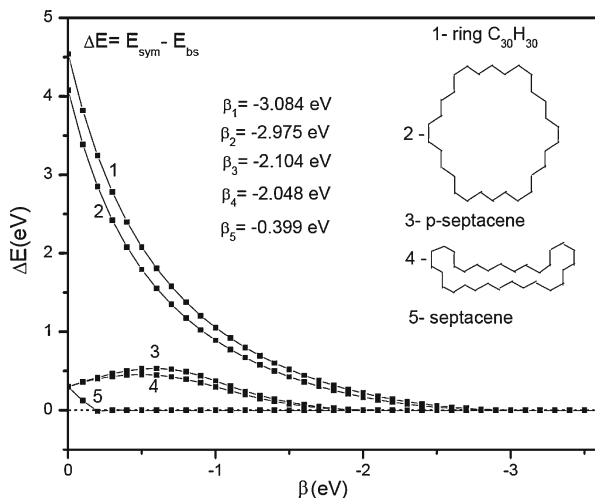 ΔE= E_sym- E_bs
1- ring C₃₀H₃₀
β₁= -3.084 eV
β₂= -2.975 eV
β₃= -2.104 eV
β₄= -2.048 eV
β₅= -0.399 eV
2 -
3- p-septacene
4 -
5- septacene
ΔE(eV)
5
4
3
2
1
0
1
2
3
4
5
0 -1 -2 -3
β(eV)